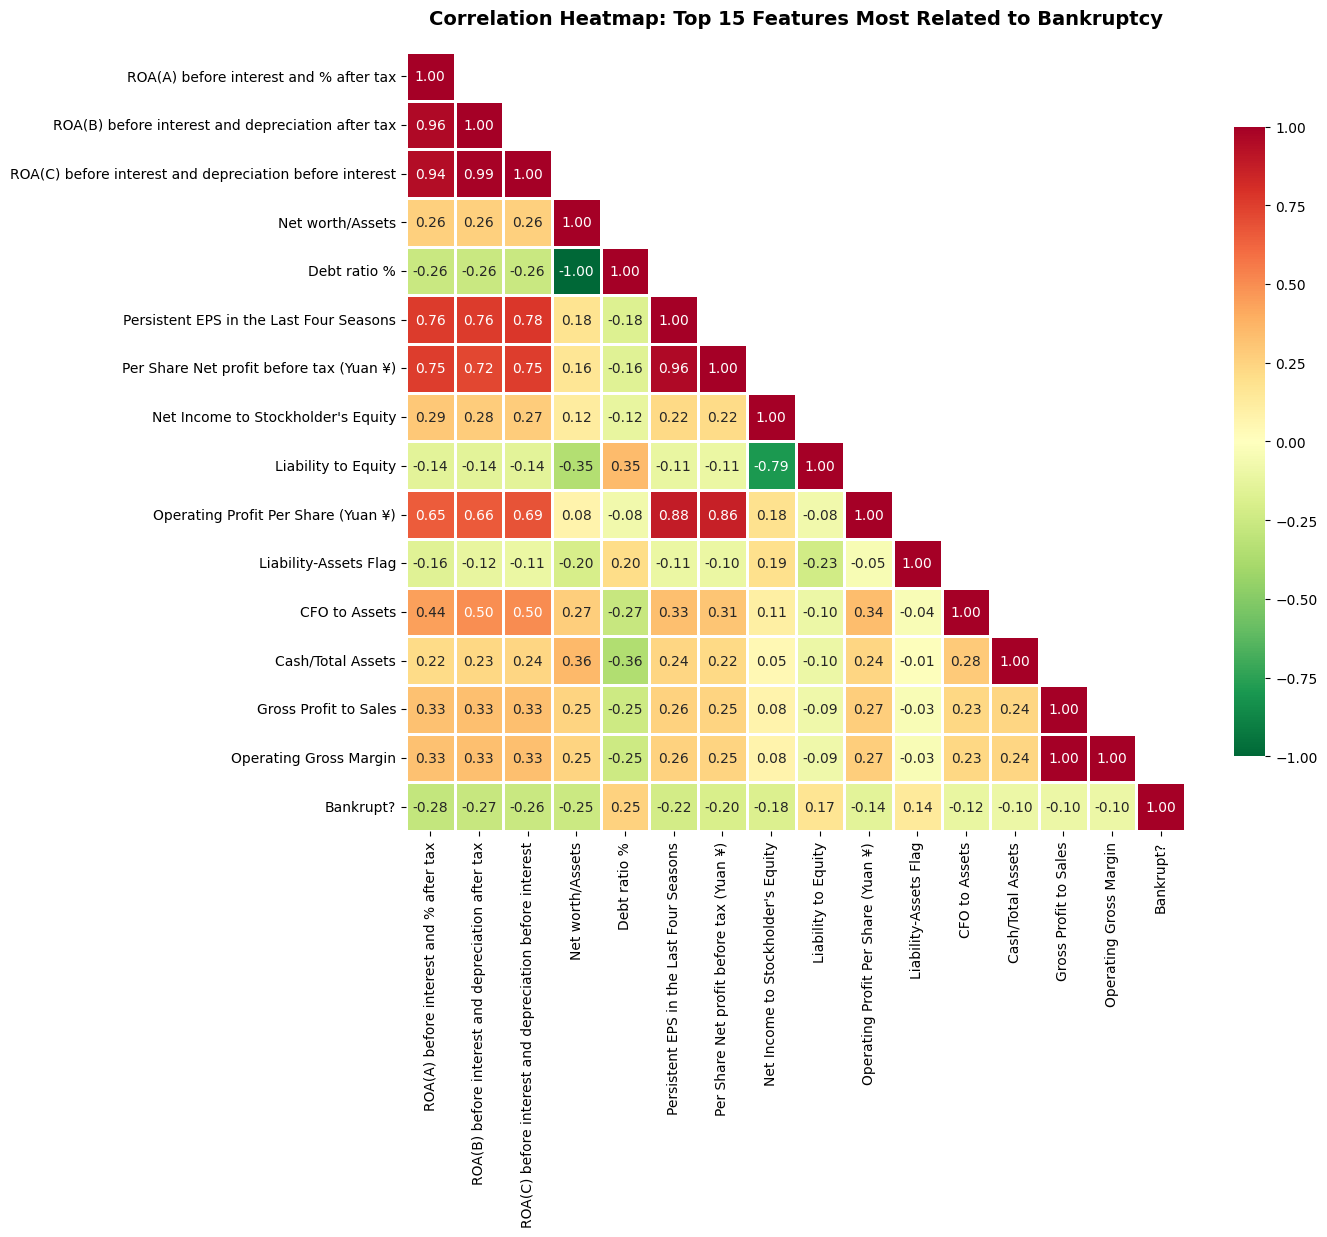 Correlation Heatmap: Top 15 Features Most Related to Bankruptcy
ROA(A) before interest and % after tax 1.00
ROA(B) before interest and depreciation after tax 0.96 1.00
ROA(C) before interest and depreciation before interest 0.94 0.99 1.00
Net worth/Assets 0.26 0.26 0.26 1.00
Debt ratio % -0.26 -0.26 -0.26 -1.00 1.00
Persistent EPS in the Last Four Seasons 0.76 0.76 0.78 0.18 -0.18 1.00
Per Share Net profit before tax (Yuan ¥) 0.75 0.72 0.75 0.16 -0.16 0.96 1.00
Net Income to Stockholder's Equity 0.29 0.28 0.27 0.12 -0.12 0.22 0.22 1.00
Liability to Equity -0.14 -0.14 -0.14 -0.35 0.35 -0.11 -0.11 -0.79 1.00
Operating Profit Per Share (Yuan ¥) 0.65 0.66 0.69 0.08 -0.08 0.88 0.86 0.18 -0.08 1.00
Liability-Assets Flag -0.16 -0.12 -0.11 -0.20 0.20 -0.11 -0.10 0.19 -0.23 -0.05 1.00
CFO to Assets 0.44 0.50 0.50 0.27 -0.27 0.33 0.31 0.11 -0.10 0.34 -0.04 1.00
Cash/Total Assets 0.22 0.23 0.24 0.36 -0.36 0.24 0.22 0.05 -0.10 0.24 -0.01 0.28 1.00
Gross Profit to Sales 0.33 0.33 0.33 0.25 -0.25 0.26 0.25 0.08 -0.09 0.27 -0.03 0.23 0.24 1.00
Operating Gross Margin 0.33 0.33 0.33 0.25 -0.25 0.26 0.25 0.08 -0.09 0.27 -0.03 0.23 0.24 1.00 1.00
Bankrupt? -0.28 -0.27 -0.26 -0.25 0.25 -0.22 -0.20 -0.18 0.17 -0.14 0.14 -0.12 -0.10 -0.10 -0.10 1.00
ROA(A) before interest and % after tax
ROA(B) before interest and depreciation after tax
ROA(C) before interest and depreciation before interest
Net worth/Assets
Debt ratio %
Persistent EPS in the Last Four Seasons
Per Share Net profit before tax (Yuan ¥)
Net Income to Stockholder's Equity
Liability to Equity
Operating Profit Per Share (Yuan ¥)
Liability-Assets Flag
CFO to Assets
Cash/Total Assets
Gross Profit to Sales
Operating Gross Margin
Bankrupt?
1.00
0.75
0.50
0.25
0.00
−0.25
−0.50
−0.75
−1.00